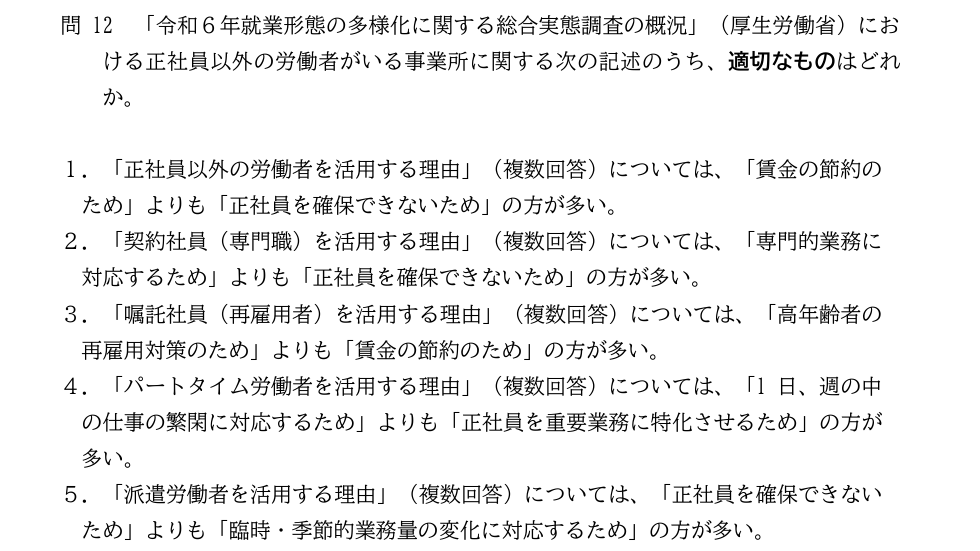 問 12 「令和６年就業形態の多様化に関する総合実態調査の概況」（厚生労働省）にお
ける正社員以外の労働者がいる事業所に関する次の記述のうち、適切なものはどれ
か。
１．「正社員以外の労働者を活用する理由」（複数回答）については、「賃金の節約の
ため」よりも「正社員を確保できないため」の方が多い。
２．「契約社員（専門職）を活用する理由」（複数回答）については、「専門的業務に
対応するため」よりも「正社員を確保できないため」の方が多い。
３．「嘱託社員（再雇用者）を活用する理由」（複数回答）については、「高年齢者の
再雇用対策のため」よりも「賃金の節約のため」の方が多い。
４．「パートタイム労働者を活用する理由」（複数回答）については、「1 日、週の中
の仕事の繁閑に対応するため」よりも「正社員を重要業務に特化させるため」の方が
多い。
５．「派遣労働者を活用する理由」（複数回答）については、「正社員を確保できない
ため」よりも「臨時・季節的業務量の変化に対応するため」の方が多い。